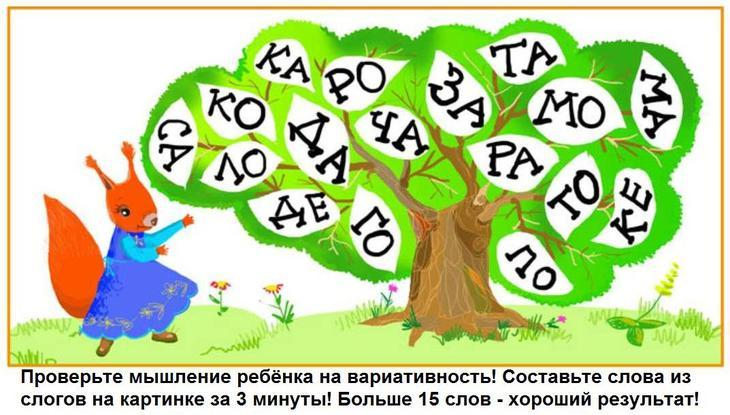 КА
РО
ЗА
ТА
МА
СА
КО
ДА
ЧА
МО
ЛО
РА
ТО
КЕ
ДЕ
ГО
ПО
Проверьте мышление ребёнка на вариативность! Составьте слова из
слогов на картинке за 3 минуты! Больше 15 слов - хороший результат!